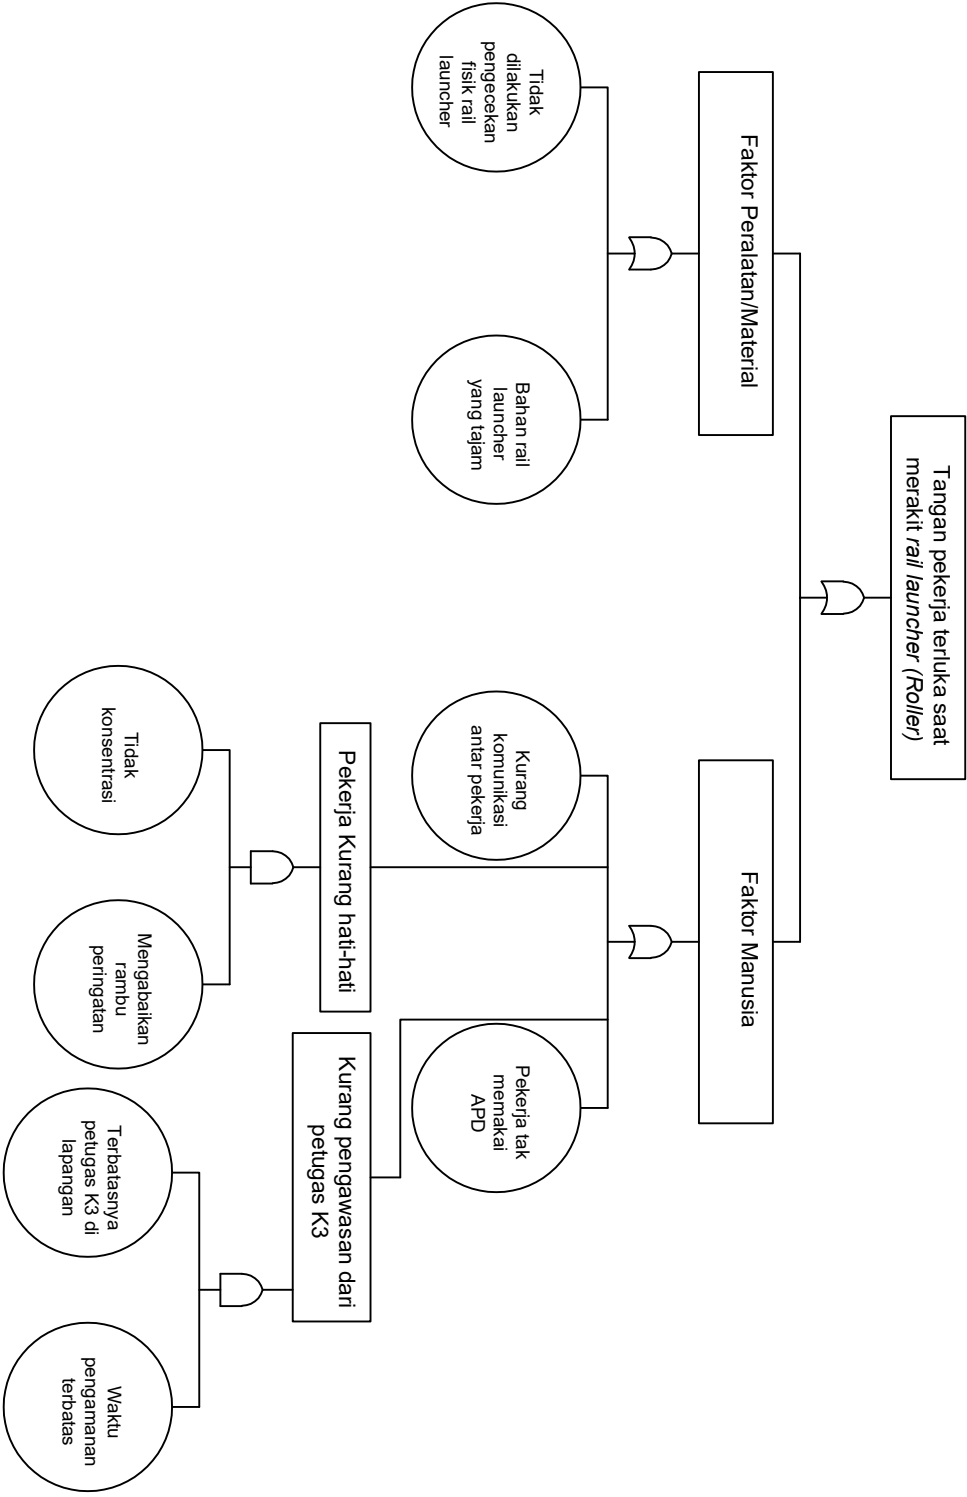 Tangan pekerja terluka saat
merakit rail launcher (Roller)
Faktor Peralatan/Material
Faktor Manusia
Tidak
dilakukan
pengecekan
fisik rail
launcher
Bahan rail
launcher
yang tajam
Kurang
komunikasi
antar pekerja
Pekerja tak
memakai
APD
Pekerja Kurang hati-hati
Kurang pengawasan dari
petugas K3
Tidak
konsentrasi
Mengabaikan
rambu
peringatan
Terbatasnya
petugas K3 di
lapangan
Waktu
pengamanan
terbatas